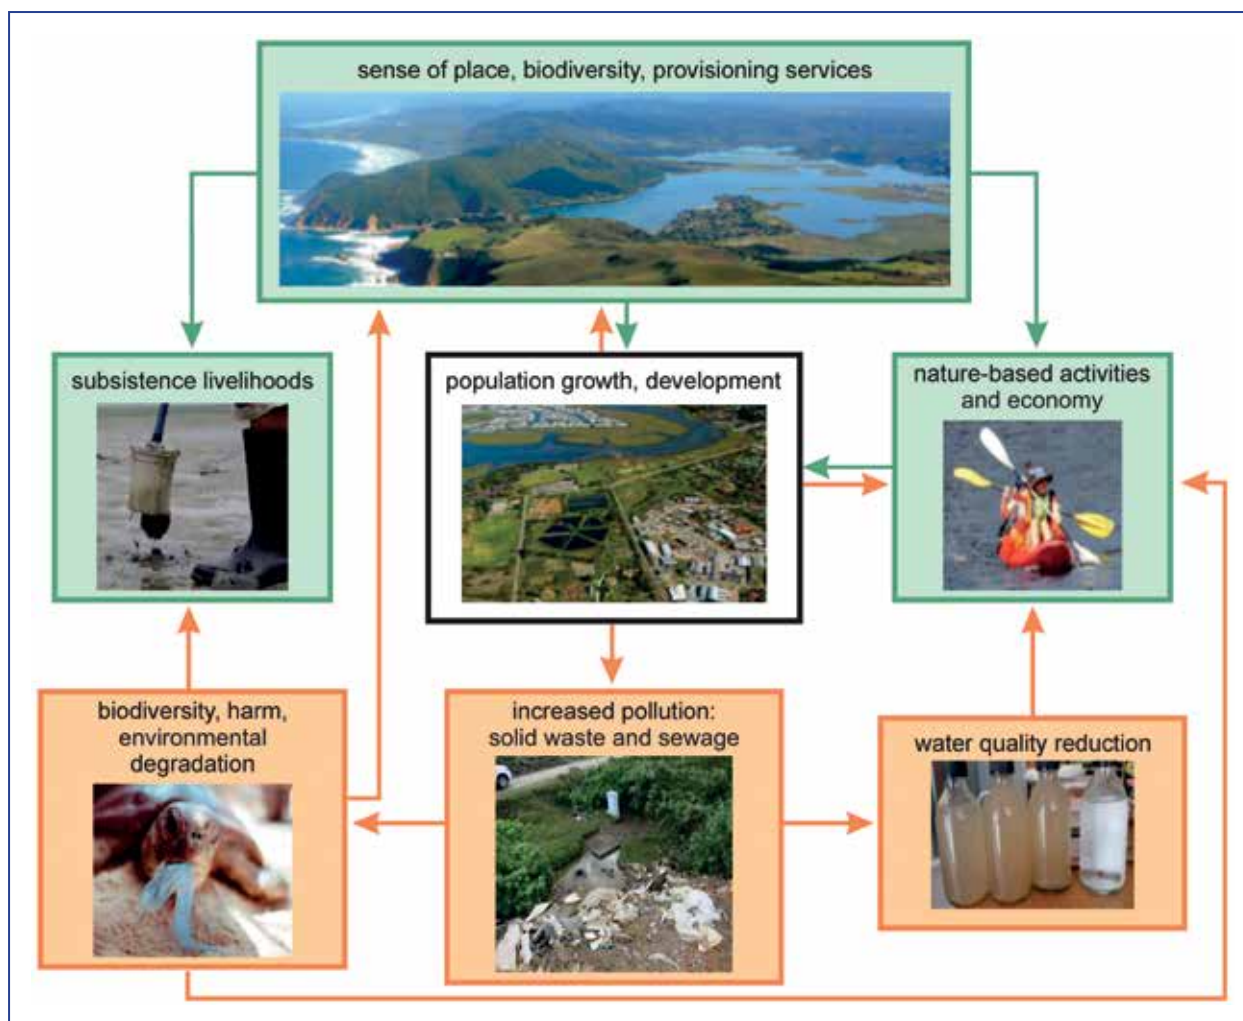 sense of place, biodiversity, provisioning services
subsistence livelihoods
population growth, development
nature-based activities
and economy
biodiversity, harm,
environmental
degradation
increased pollution:
solid waste and sewage
water quality reduction